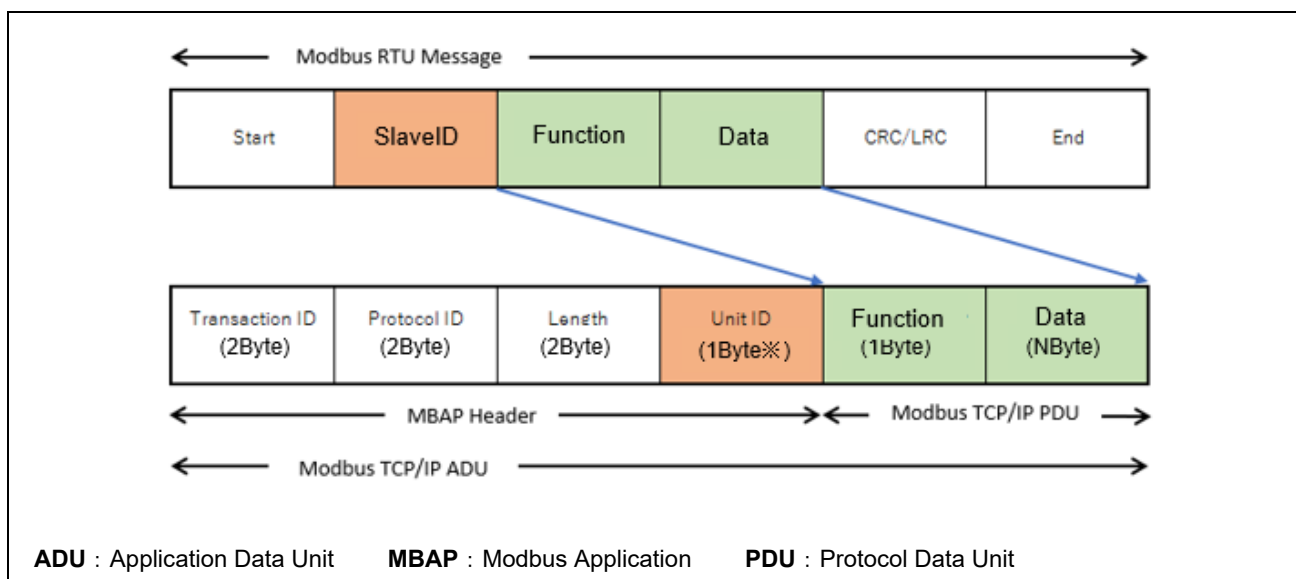 Modbus RTU Message
Start SlaveID Function Data CRC/LRC End
Transaction ID Protocol ID Length Unit ID Function Data
(2Byte) (2Byte) (2Byte) (1Byte※) (1Byte) (NByte)
MBAP Header Modbus TCP/IP PDU
Modbus TCP/IP ADU
ADU : Application Data Unit MBAP : Modbus Application PDU : Protocol Data Unit